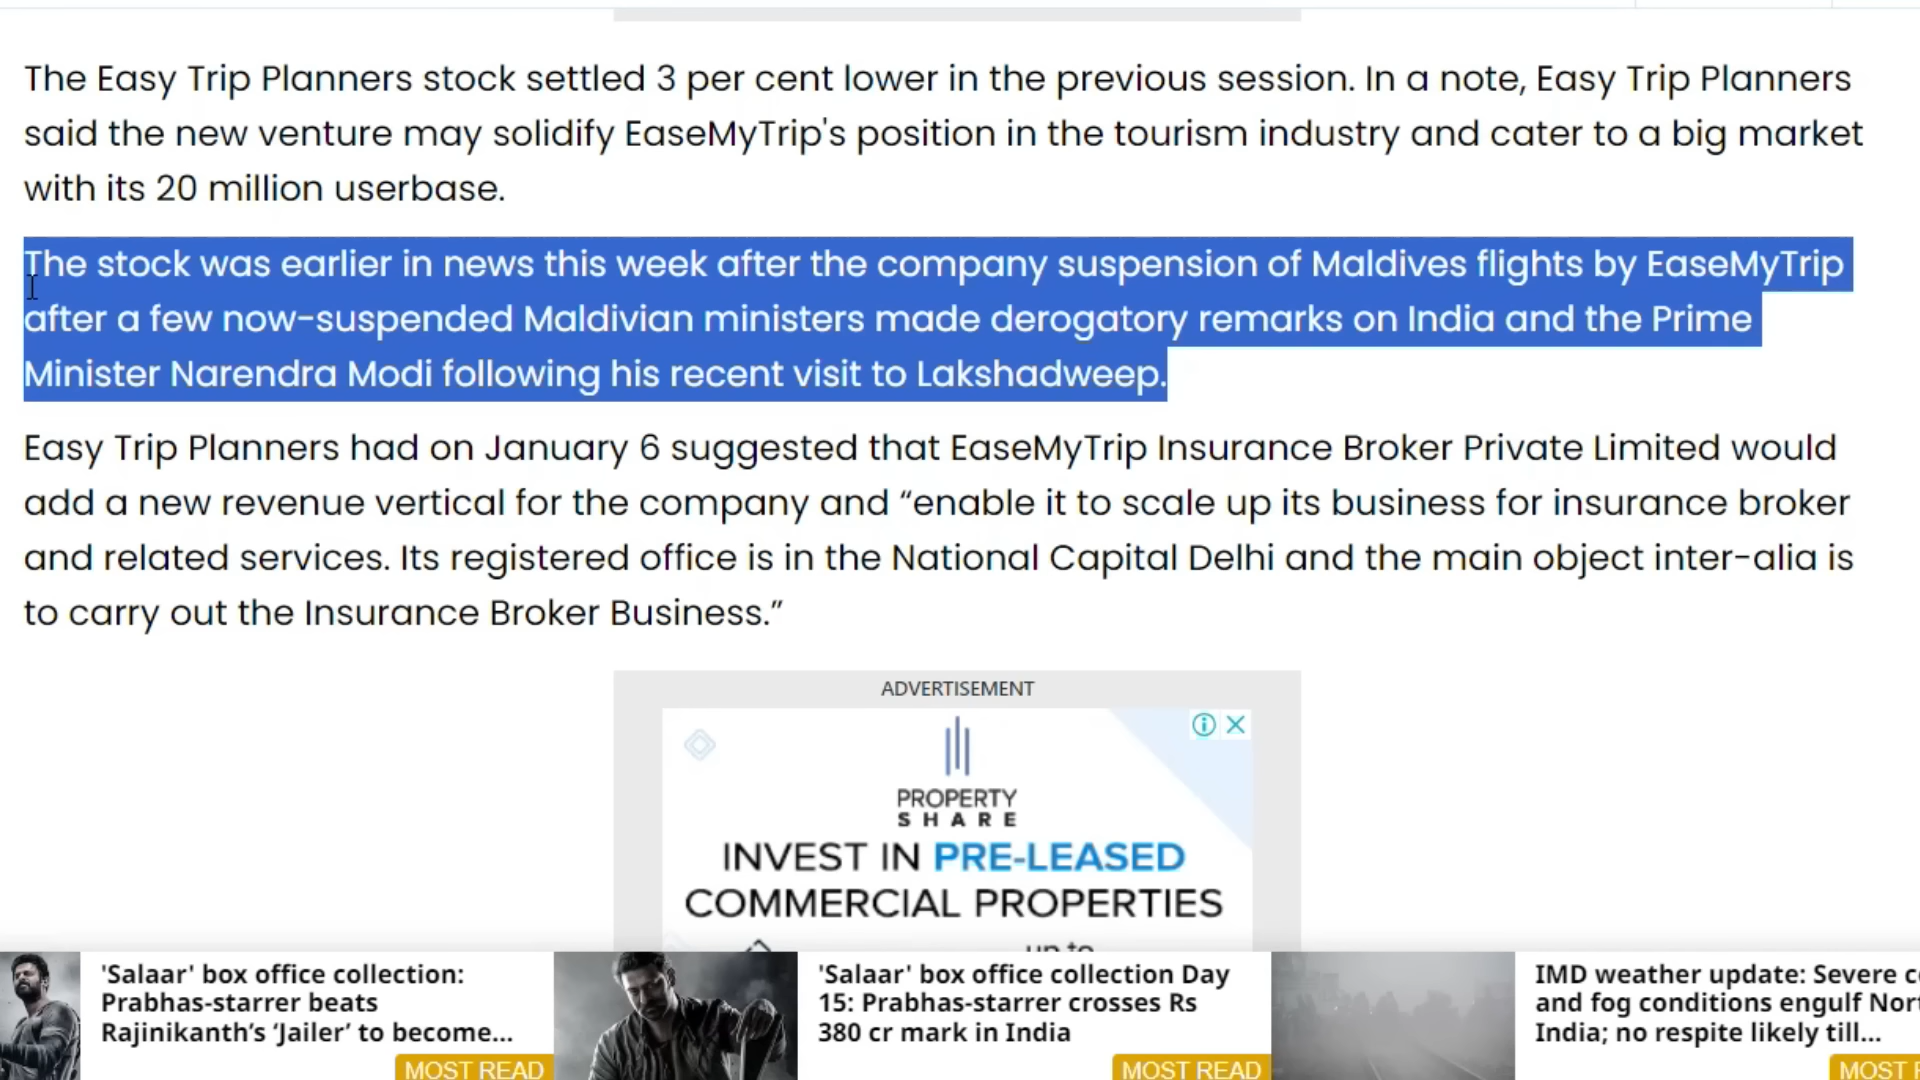 The Easy Trip Planners stock settled 3 per cent lower in the previous session. In a note, Easy Trip Planners
said the new venture may solidify EaseMyTrip's position in the tourism industry and cater to a big market
with its 20 million userbase.
The stock was earlier in news this week after the company suspension of Maldives flights by EaseMyTrip
after a few now-suspended Maldivian ministers made derogatory remarks on India and the Prime
Minister Narendra Modi following his recent visit to Lakshadweep.
Easy Trip Planners had on January 6 suggested that EaseMyTrip Insurance Broker Private Limited would
add a new revenue vertical for the company and “enable it to scale up its business for insurance broker
and related services. Its registered office is in the National Capital Delhi and the main object inter-alia is
to carry out the Insurance Broker Business.”
ADVERTISEMENT
PROPERTY
SHARE
INVEST IN PRE-LEASED
COMMERCIAL PROPERTIES
up to
'Salaar' box office collection:
Prabhas-starrer beats
Rajinikanth’s ‘Jailer’ to become...
MOST READ
'Salaar' box office collection Day
15: Prabhas-starrer crosses Rs
380 cr mark in India
MOST READ
IMD weather update: Severe
and fog conditions engulf
India; no respite likely till...
MOST